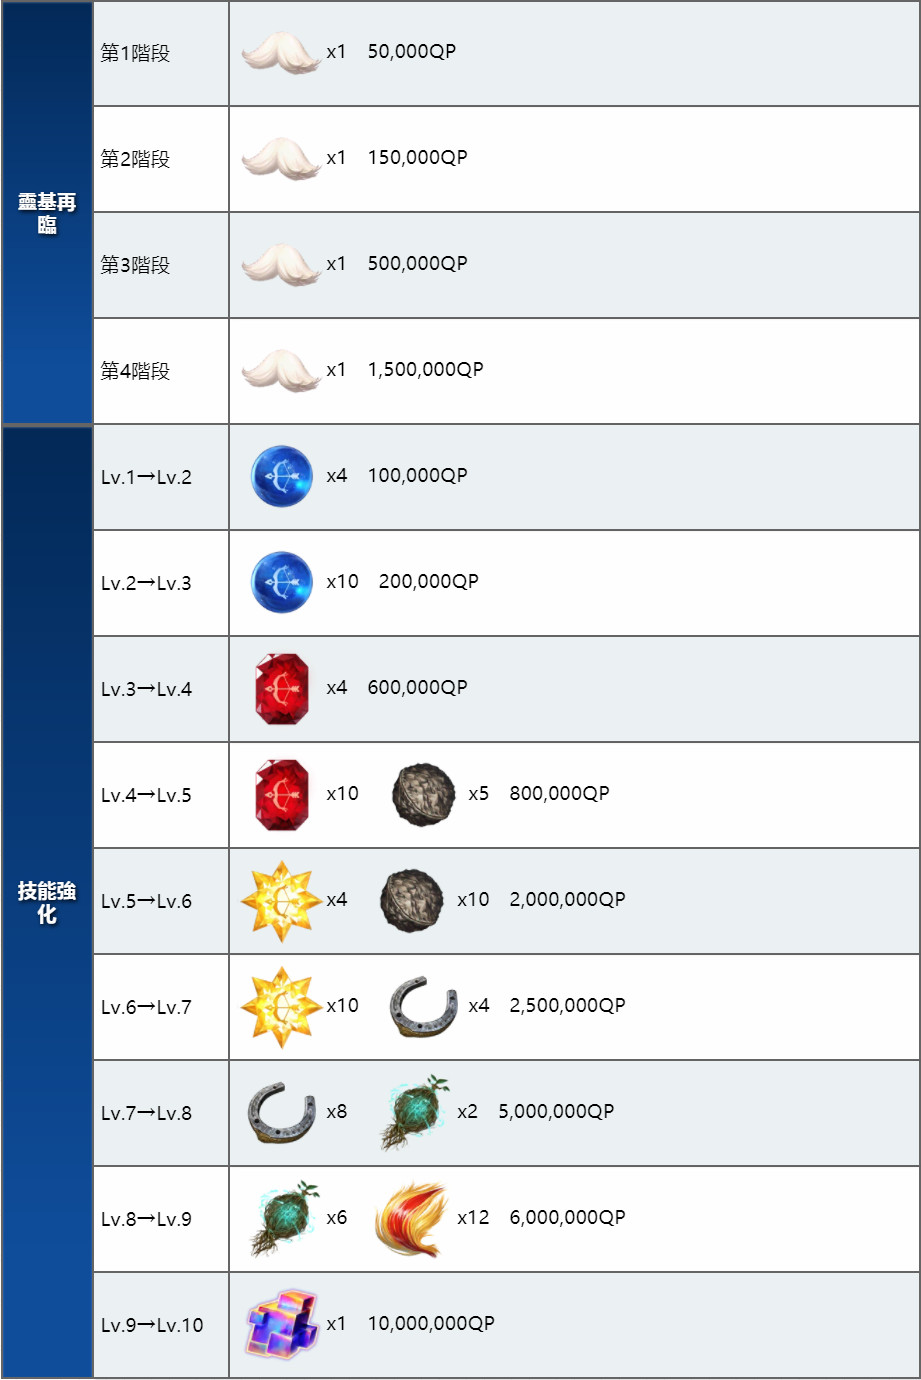 靈基再
臨
第1階段
x1 50,000QP
第2階段
x1 150,000QP
第3階段
x1 500,000QP
第4階段
x1 1,500,000QP
技能強
化
Lv.1→Lv.2
x4 100,000QP
Lv.2→Lv.3
x10 200,000QP
Lv.3→Lv.4
x4 600,000QP
Lv.4→Lv.5
x10 x5 800,000QP
Lv.5→Lv.6
x4 x10 2,000,000QP
Lv.6→Lv.7
x10 x4 2,500,000QP
Lv.7→Lv.8
x8 x2 5,000,000QP
Lv.8→Lv.9
x6 x12 6,000,000QP
Lv.9→Lv.10
x1 10,000,000QP